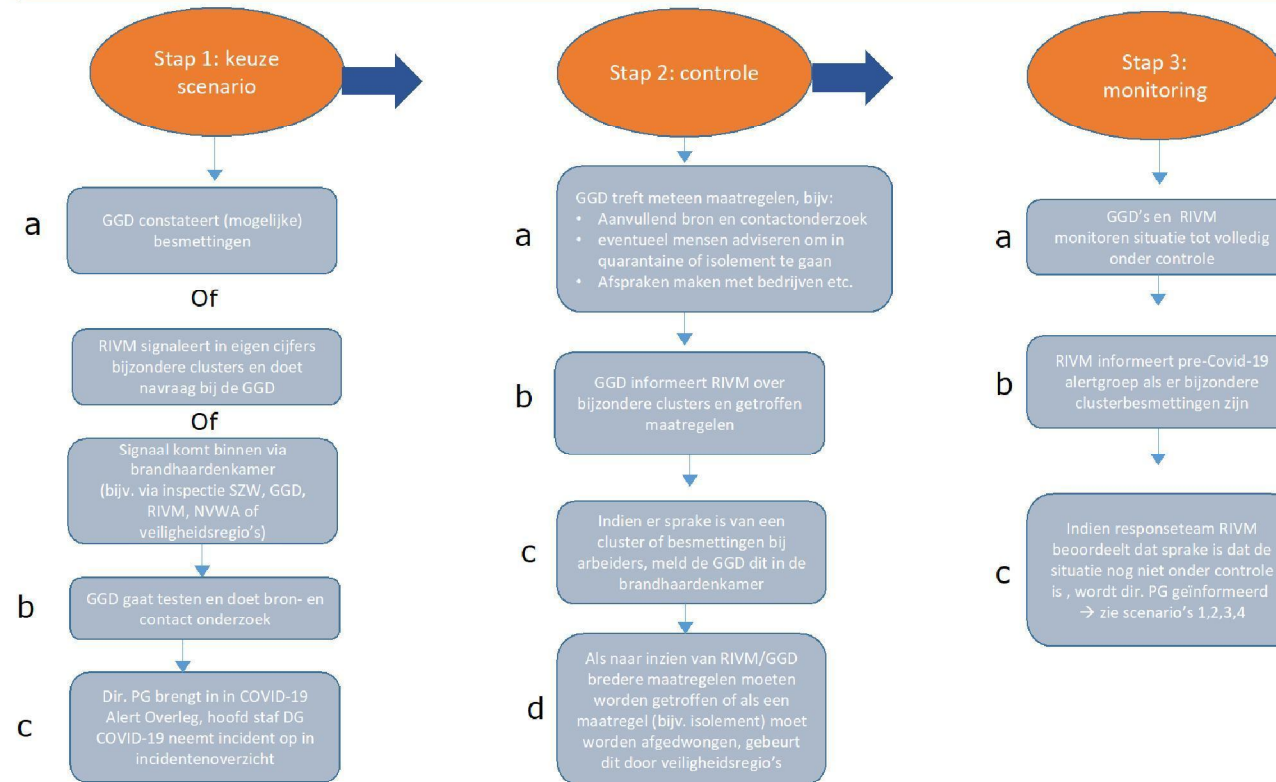 Stap 1: keuze
scenario
a
GGD constateert (mogelijke)
besmettingen
Of
RIVM signaleert in eigen cijfers
bijzondere clusters en doet
navraag bij de GGD
Of
Signaal komt binnen via
brandhaardenkamer
(bijv. via inspectie SZW, GGD,
RIVM, NVWA of
veiligheidsregio's)
b
GGD gaat testen en doet bron- en
contact onderzoek
c
Dir. PG brengt in in COVID-19
Alert Overleg, hoofd staf DG
COVID-19 neemt incident op in
incidentenoverzicht
Stap 2: controle
a
GGD treft meteen maatregelen, bijv:
• Aanvullend bron en contactonderzoek
• eventueel mensen adviseren om in
quarantaine of isolement te gaan
• Afspraken maken met bedrijven etc.
b
GGD informeert RIVM over
bijzondere clusters en getroffen
maatregelen
c
Indien er sprake is van een
cluster of besmettingen bij
arbeiders, meld de GGD dit in de
brandhaardenkamer
d
Als naar inzien van RIVM/GGD
bredere maatregelen moeten
worden getroffen of als een
maatregel (bijv. isolement) moet
worden afgedwongen, gebeurt
dit door veiligheidsregio's
Stap 3:
monitoring
a
GGD's en RIVM
monitoren situatie tot volledig
onder controle
b
RIVM informeert pre-Covid-19
alertgroep als er bijzondere
clusterbesmettingen zijn
c
Indien responseteam RIVM
beoordeelt dat sprake is dat de
situatie nog niet onder controle
is , wordt dir. PG geïnformeerd
→ zie scenario's 1,2,3,4